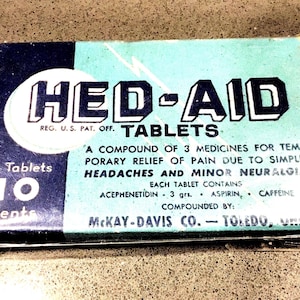 HED-AID
REG. U.S. PAT. OFF. TABLETS
A COMPOUND OF 3 MEDICINES FOR TEM-
PORARY RELIEF OF PAIN DUE TO SIMPL
HEADACHES AND MINOR NEURALGI
EACH TABLET CONTAINS
ACEPHENETIDIN - 3 grs. • ASPIRIN, • CAFFEINE
COMPOUNDED BY:
McKAY-DAVIS CO. — TOLEDO,
Tablets
10
ents